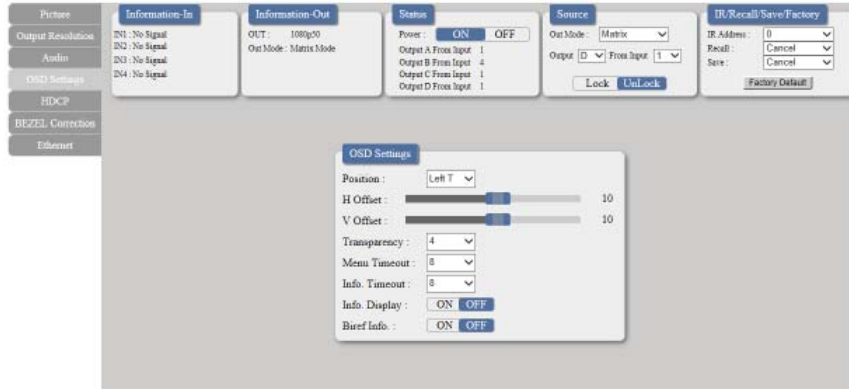 Picture
Output Resolution
Audio
OSD Settings
HDCP
BEZEL Correction
Ethernet
Information-In
IN1 : No Signal
IN2 : No Signal
IN3 : No Signal
IN4 : No Signal
Information-Out
OUT : 1080p50
Out Mode : Matrix Mode
Status
Power : ON OFF
Output A From Input 1
Output B From Input 4
Output C From Input 1
Output D From Input 1
Source
Out Mode : Matrix
Output D From Input 1
Lock UnLock
IR/Recall/Save/Factory
IR Address : 0
Recall : Cancel
Save : Cancel
Factory Default
OSD Settings
Position : Left T
H Offset : 10
V Offset : 10
Transparency : 4
Menu Timeout : 8
Info. Timeout : 8
Info. Display : ON OFF
Biref Info. : ON OFF